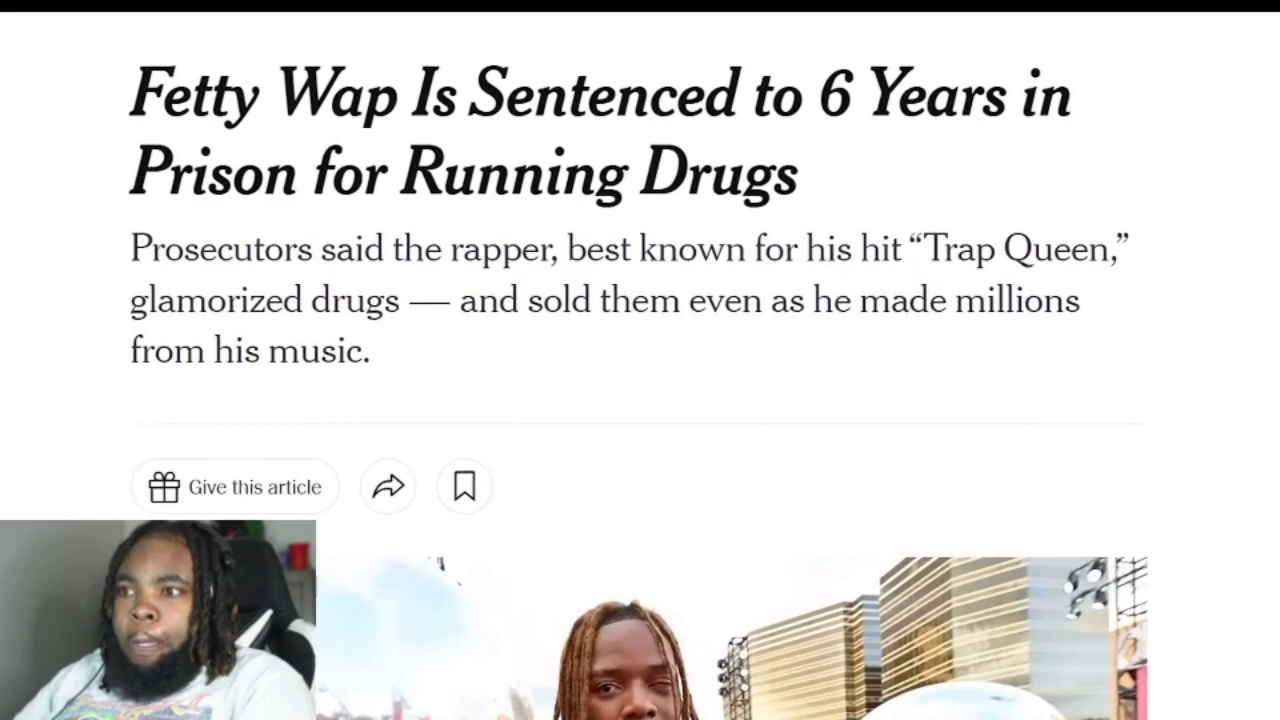 Fetty Wap Is Sentenced to 6 Years in
Prison for Running Drugs
Prosecutors said the rapper, best known for his hit “Trap Queen,”
glamorized drugs — and sold them even as he made millions
from his music.
Give this article